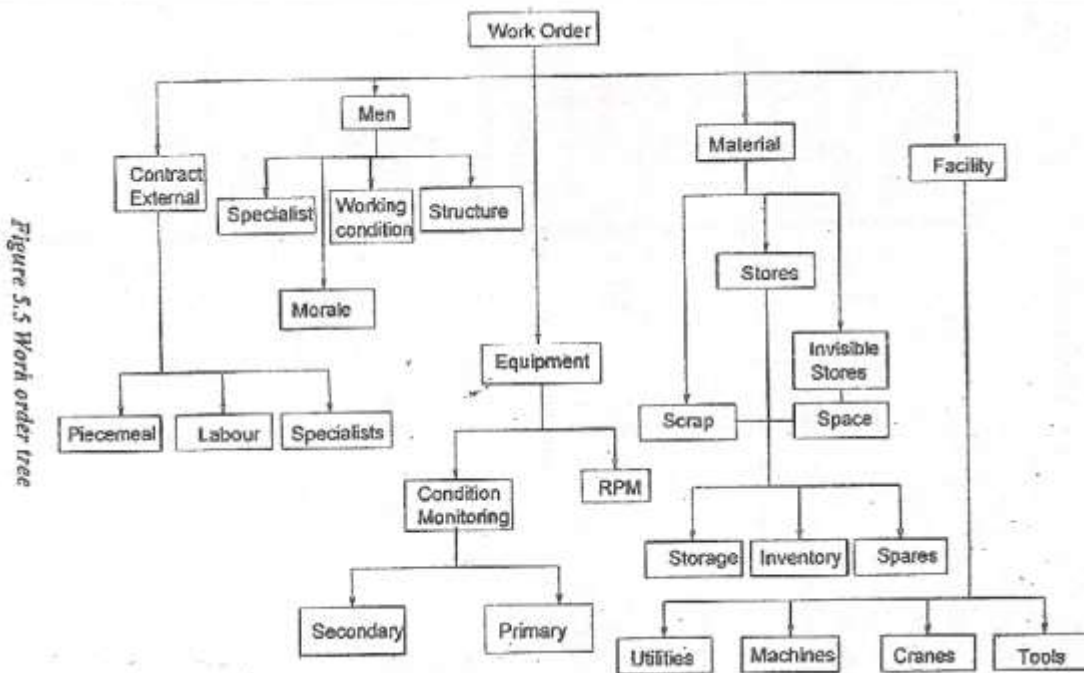 Work Order
Men
Material
Facility
Contract
External
Specialist
Working
condition
Structure
Stores
Morale
Invisible
Stores
Equipment
Piecemeal
Labour
Specialists
Scrap
Space
Condition
Monitoring
RPM
Storage
Inventory
Spares
Secondary
Primary
Utilities
Machines
Cranes
Tools
Figure 5.5 Work order tree